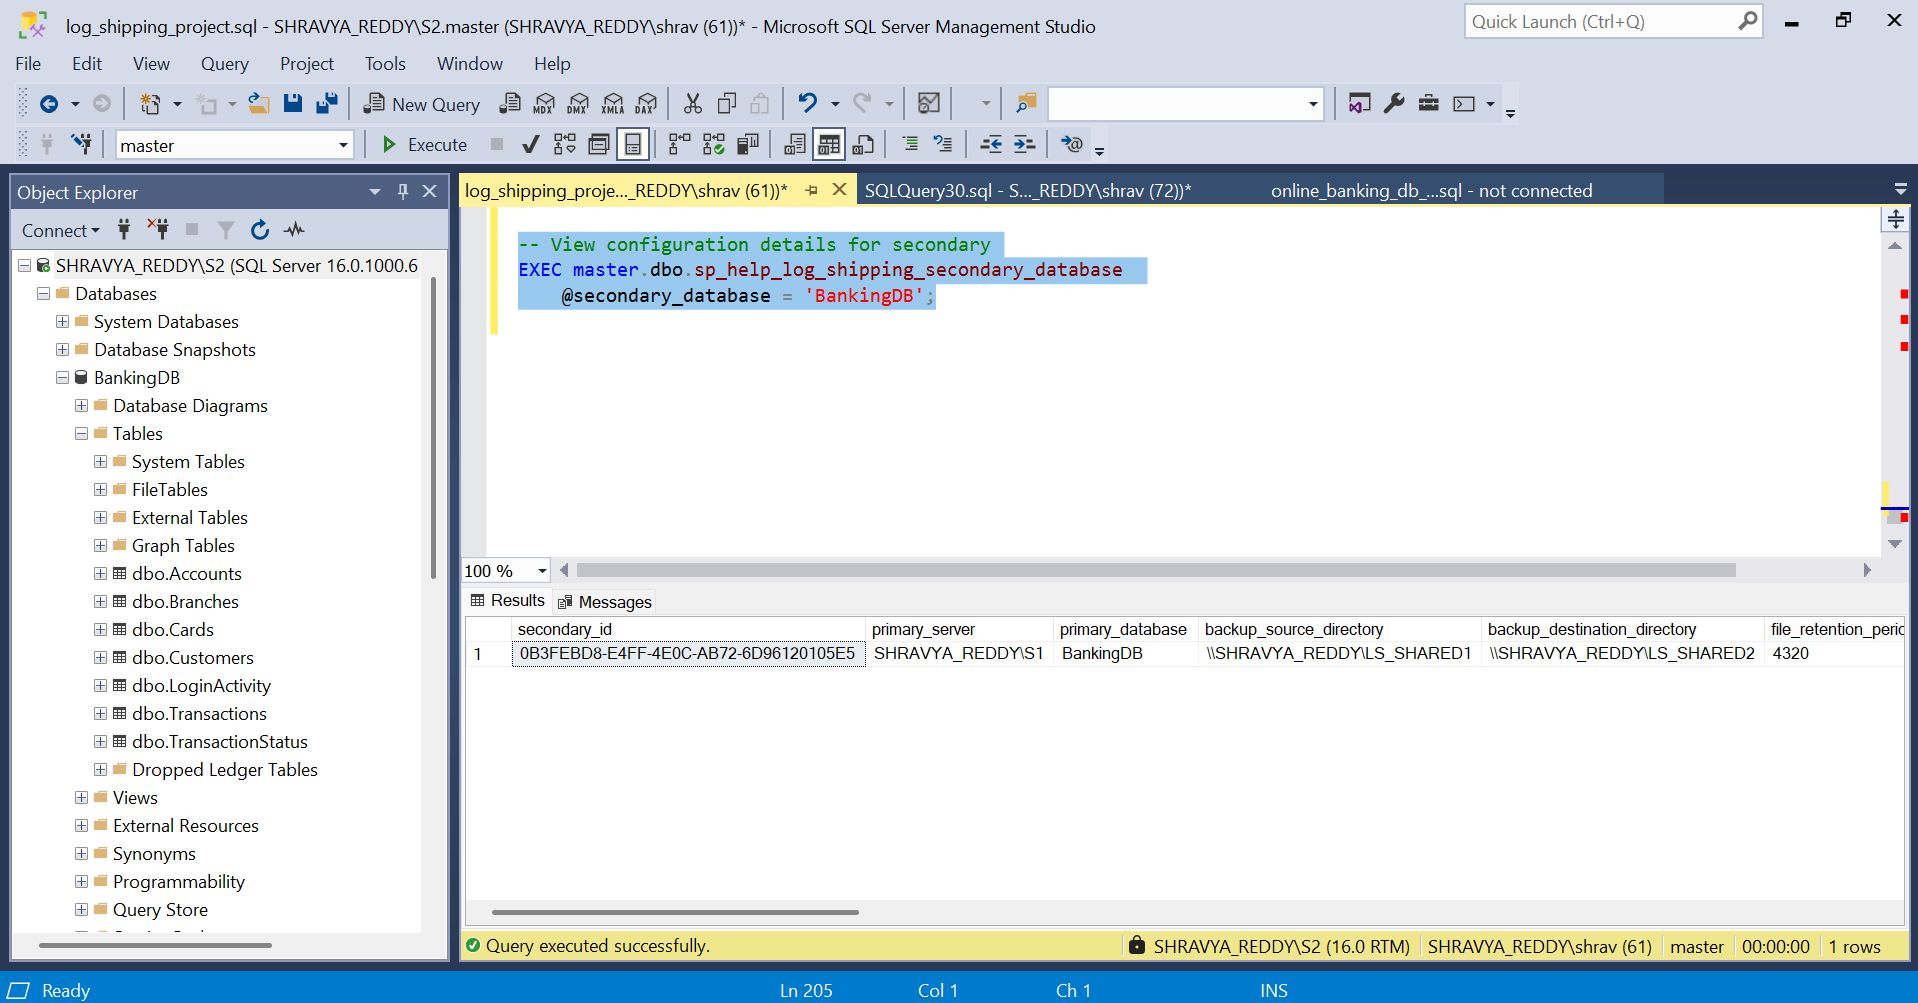 log_shipping_project.sql - SHRAVYA_REDDY\S2.master (SHRAVYA_REDDY\shrav (61))* - Microsoft SQL Server Management Studio
Quick Launch (Ctrl+Q)
File Edit View Query Project Tools Window Help
New Query MDX DMX XMLA DAX
master Execute
Object Explorer
Connect
SHRAVYA_REDDY\S2 (SQL Server 16.0.1000.6
Databases
System Databases
Database Snapshots
BankingDB
Database Diagrams
Tables
System Tables
FileTables
External Tables
Graph Tables
dbo.Accounts
dbo.Branches
dbo.Cards
dbo.Customers
dbo.LoginActivity
dbo.Transactions
dbo.TransactionStatus
Dropped Ledger Tables
Views
External Resources
Synonyms
Programmability
Query Store
log_shipping_proje..._REDDY\shrav (61))* SQLQuery30.sql - S..._REDDY\shrav (72))* online_banking_db_...sql - not connected
-- View configuration details for secondary
EXEC master.dbo.sp_help_log_shipping_secondary_database
@secondary_database = 'BankingDB';
100 %
Results Messages
secondary_id primary_server primary_database backup_source_directory backup_destination_directory file_retention_peric
1 0B3FEBD8-E4FF-4E0C-AB72-6D96120105E5 SHRAVYA_REDDY\S1 BankingDB \\SHRAVYA_REDDY\LS_SHARED1 \\SHRAVYA_REDDY\LS_SHARED2 4320
Query executed successfully. SHRAVYA_REDDY\S2 (16.0 RTM) SHRAVYA_REDDY\shrav (61) master 00:00:00 1 rows
Ready Ln 205 Col 1 Ch 1 INS